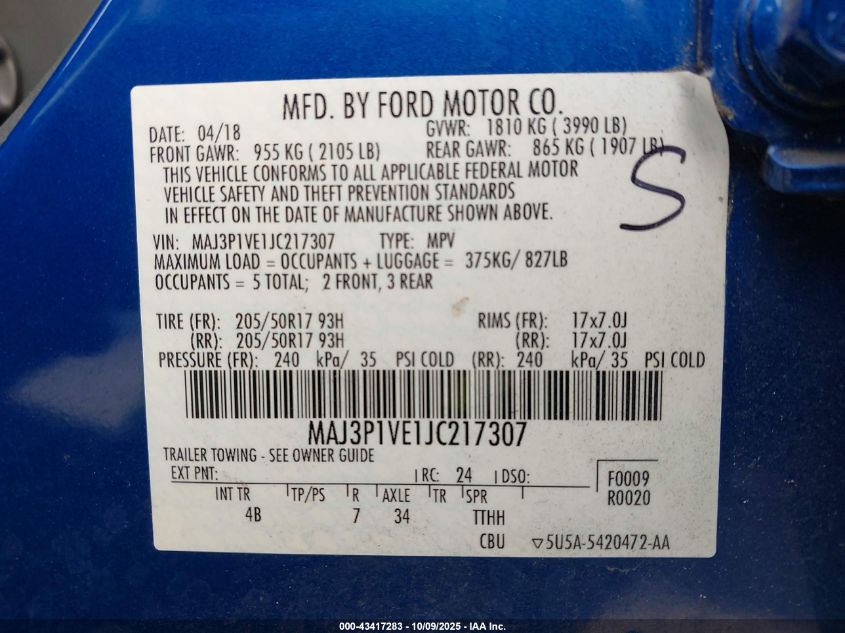 MFD. BY FORD MOTOR CO.
DATE: 04/18 GVWR: 1810 KG ( 3990 LB)
FRONT GAWR: 955 KG ( 2105 LB) REAR GAWR: 865 KG ( 1907 LB)
THIS VEHICLE CONFORMS TO ALL APPLICABLE FEDERAL MOTOR
VEHICLE SAFETY AND THEFT PREVENTION STANDARDS
IN EFFECT ON THE DATE OF MANUFACTURE SHOWN ABOVE.
S
VIN: MAJ3P1VE1JC217307 TYPE: MPV
MAXIMUM LOAD = OCCUPANTS + LUGGAGE = 375KG/ 827LB
OCCUPANTS = 5 TOTAL; 2 FRONT, 3 REAR
TIRE (FR): 205/50R17 93H RIMS (FR): 17x7.0J
(RR): 205/50R17 93H (RR): 17x7.0J
PRESSURE (FR): 240 kPa/ 35 PSI COLD (RR): 240 kPa/ 35 PSI COLD
MAJ3P1VE1JC217307
TRAILER TOWING - SEE OWNER GUIDE
EXT PNT: RC: 24 DSO: F0009
R0020
INT TR TP/PS R AXLE TR SPR
4B 7 34 TTHH
CBU ▽5U5A-5420472-AA
000-43417283 - 10/09/2025 - IAA Inc.